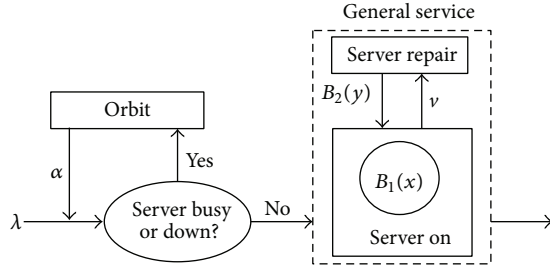 General service
Server repair
B₂(y)
ν
Orbit
α
Yes
B₁(x)
λ
Server busy
or down?
No
Server on